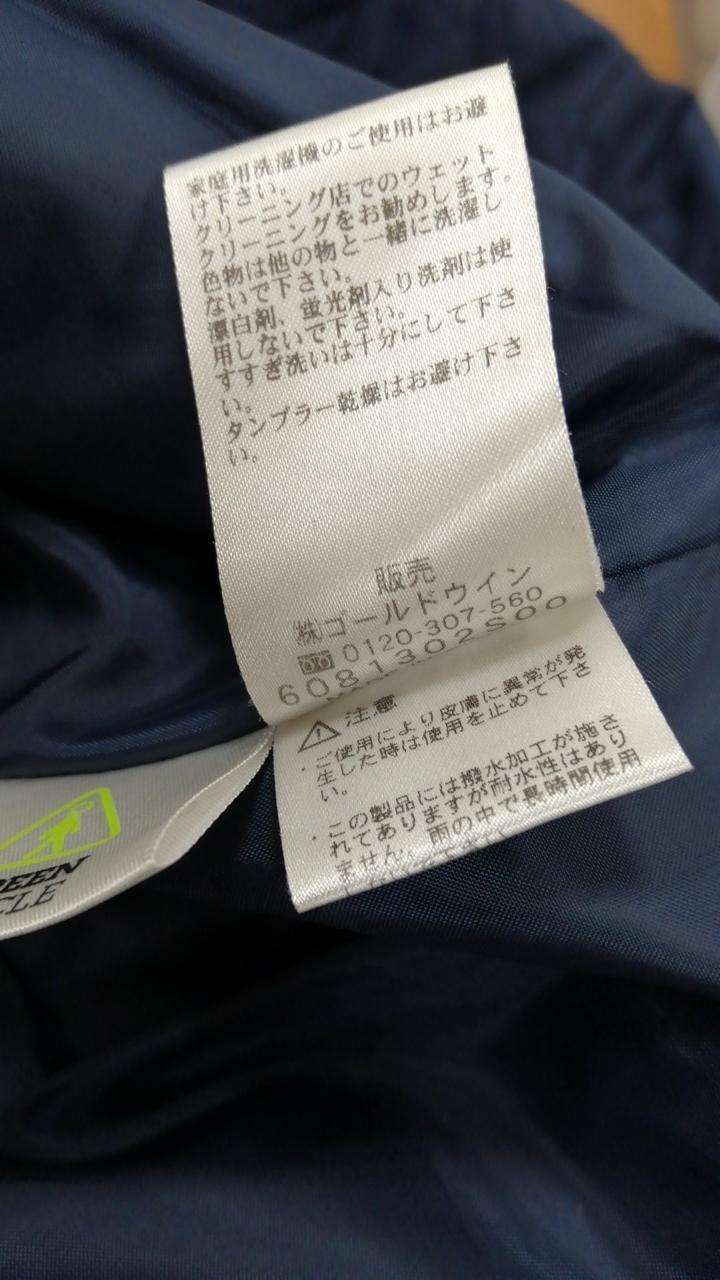 家庭用洗濯機のご使用はお避
け下さい。
クリーニング店でのウェット
クリーニングをお勧めします。
色物は他の物と一緒に洗濯し
ないで下さい。
漂白剤、蛍光剤入り洗剤は使
用しないで下さい。
すすぎ洗いは十分にして下さ
い。
タンブラー乾燥はお避け下さ
い。
販売
㈱ゴールドウイン
0120-307-560
6081302S00
注意
・ご使用により皮膚に異常が発
生した時は使用を止めて下さ
い。
・この製品には撥水加工が施さ
れてありますが耐水性はあり
ません。雨の中で長時間使用
REEN
CLE